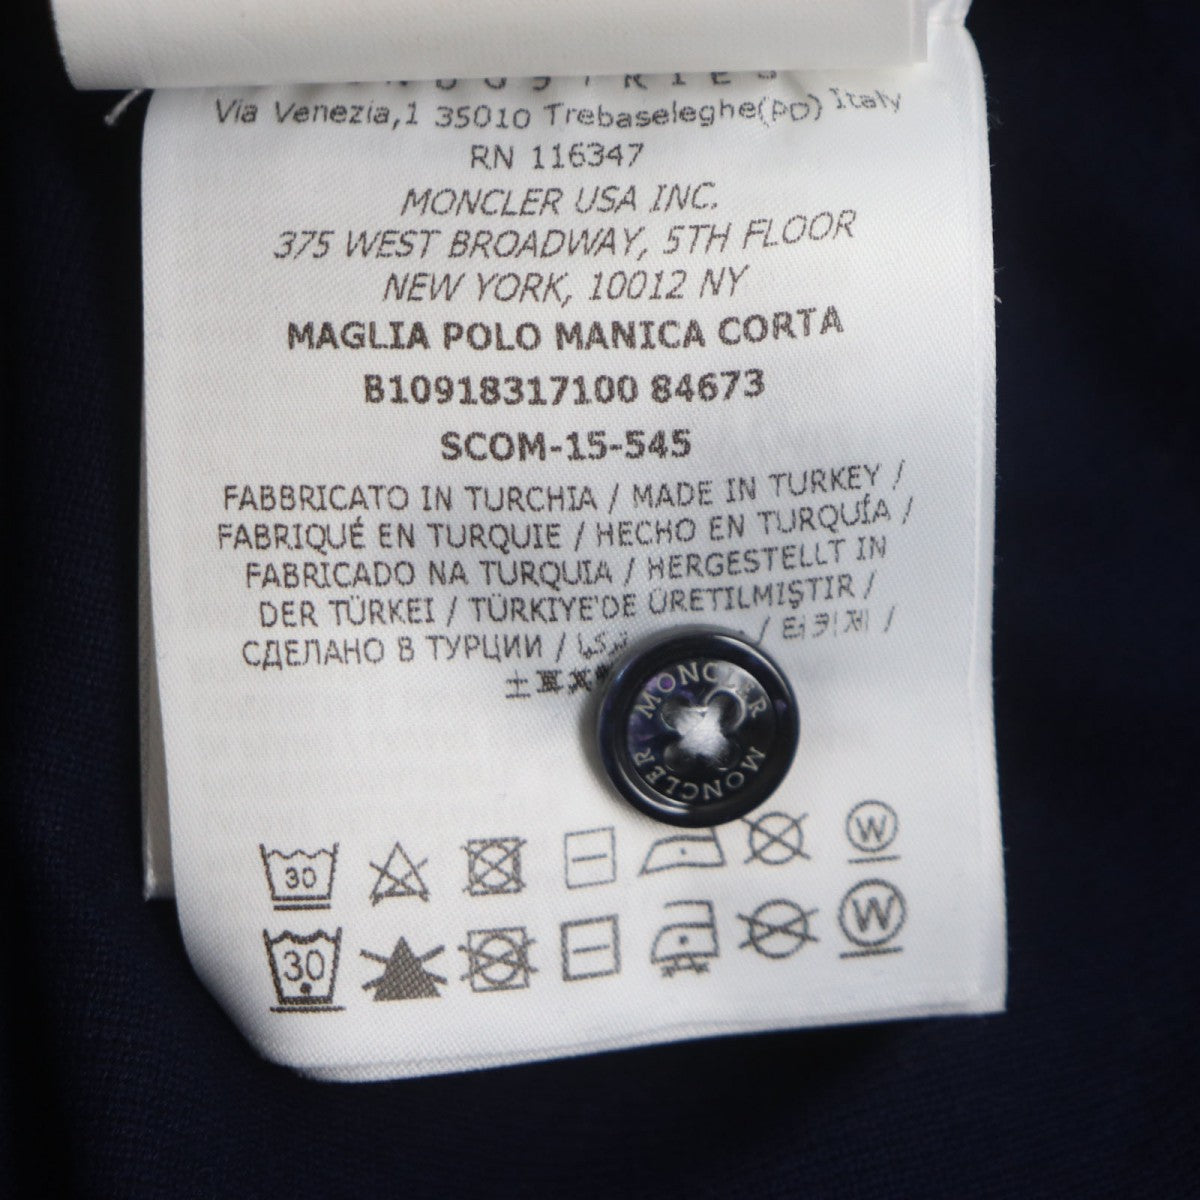 Via Venezia,1 35010 Trebaseleghe(PD) Italy
RN 116347
MONCLER USA INC.
375 WEST BROADWAY, 5TH FLOOR
NEW YORK, 10012 NY
MAGLIA POLO MANICA CORTA
B10918317100 84673
SCOM-15-545
FABBRICATO IN TURCHIA / MADE IN TURKEY /
FABRIQUÉ EN TURQUIE / HECHO EN TURQUÍA /
FABRICADO NA TURQUIA / HERGESTELLT IN
DER TÜRKEI / TÜRKIYE'DE ÜRETILMIŞTIR /
СДЕЛАНО В ТУРЦИИ / / 터키제 /
MONCLER
MONCLER
30 W
30 W